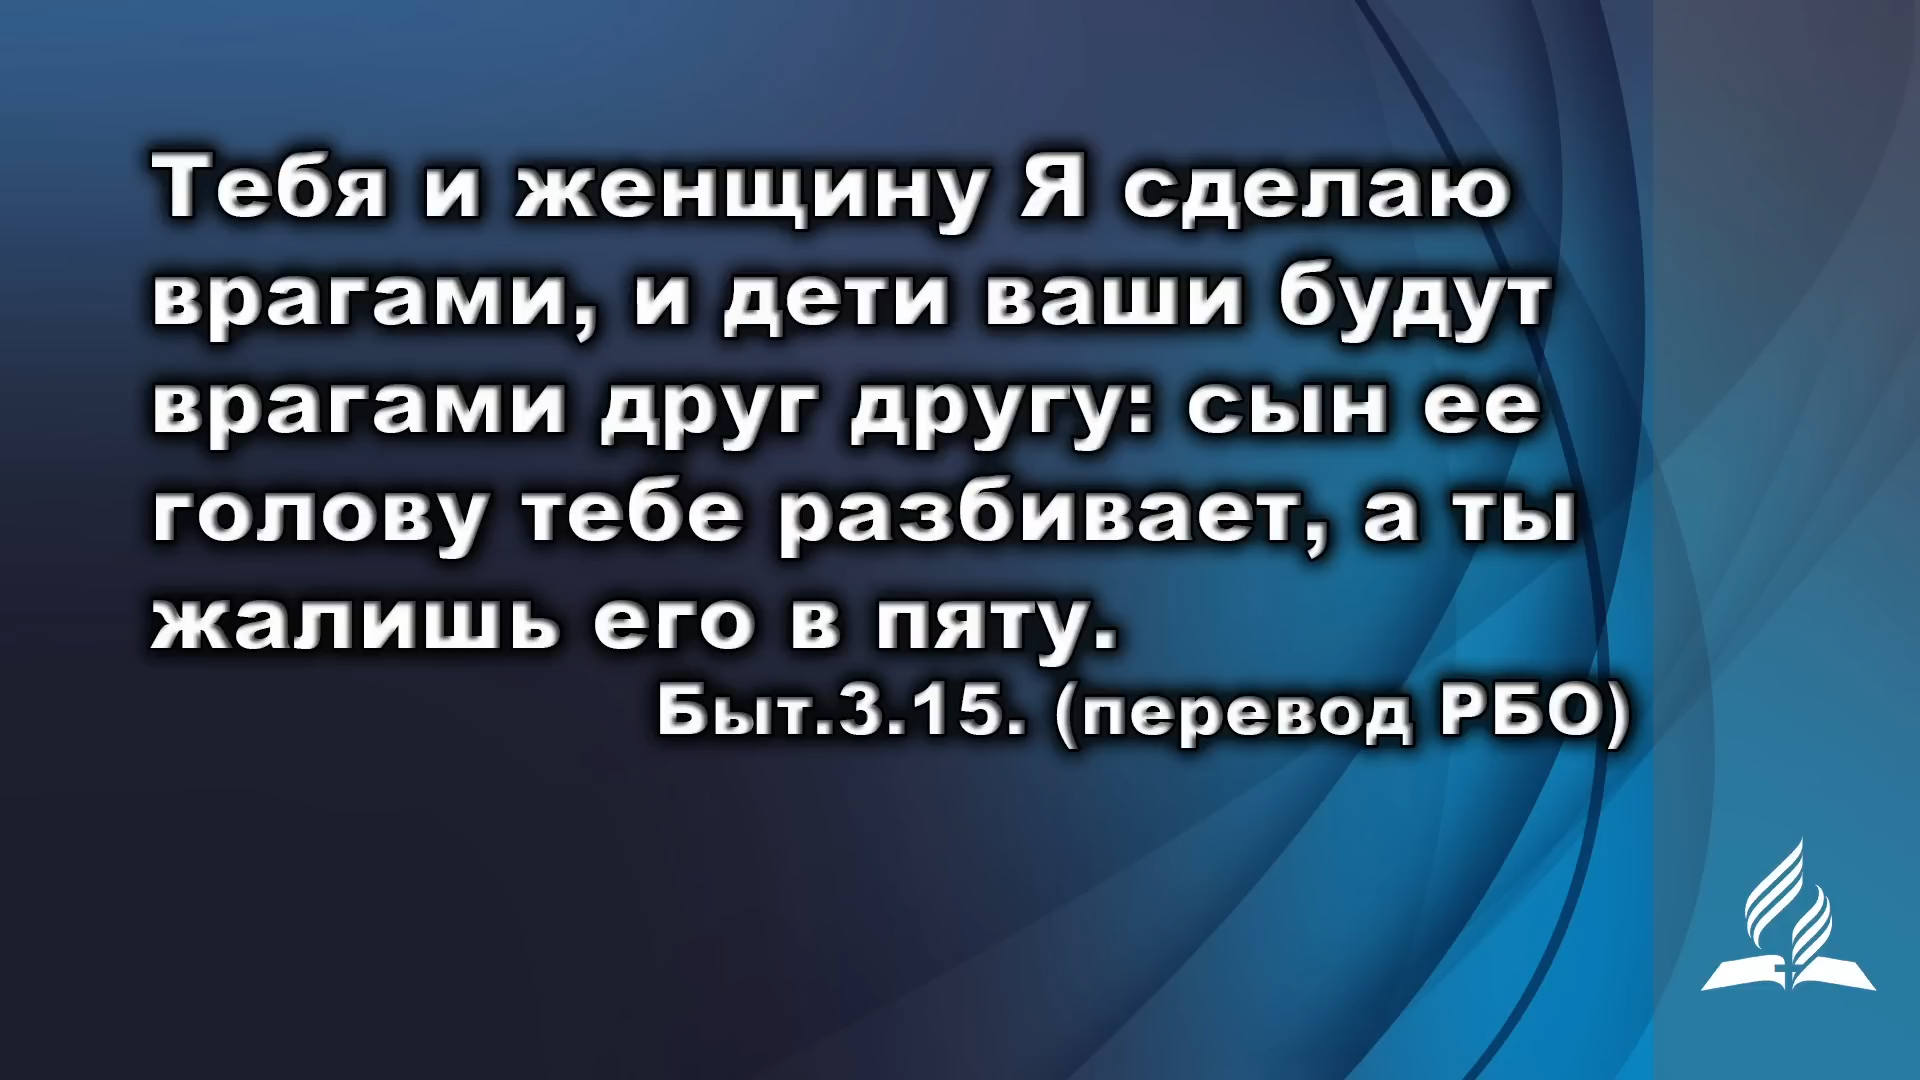 Тебя и женщину Я сделаю
врагами, и дети ваши будут
врагами друг другу: сын ее
голову тебе разбивает, а ты
жалишь его в пяту.
Быт.3.15. (перевод РБО)